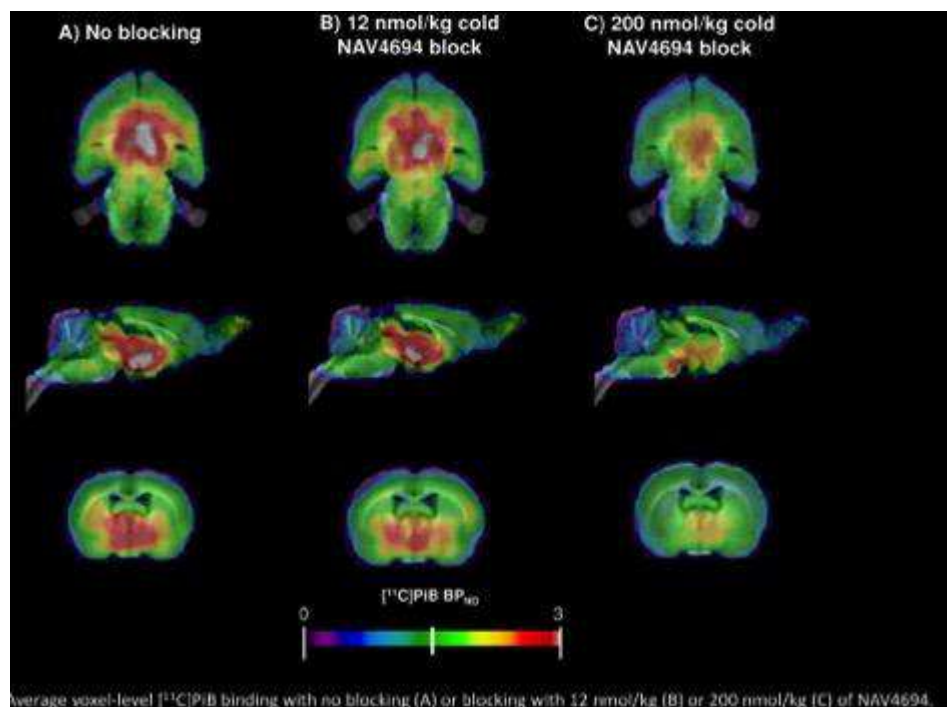 A) No blocking
B) 12 nmol/kg cold
NAV4694 block
C) 200 nmol/kg cold
NAV4694 block
[¹¹C]PiB BP_ND
0
3
Average voxel-level [¹¹C]PiB binding with no blocking (A) or blocking with 12 nmol/kg (B) or 200 nmol/kg (C) of NAV4694.